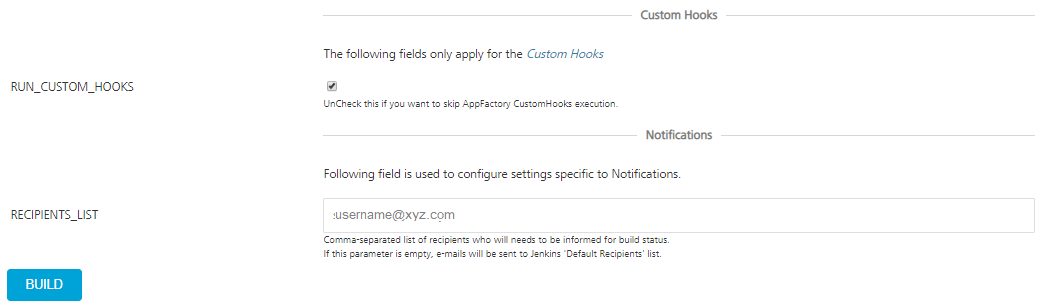 Custom Hooks
The following fields only apply for the Custom Hooks
RUN_CUSTOM_HOOKS
UnCheck this if you want to skip AppFactory CustomHooks execution.
Notifications
Following field is used to configure settings specific to Notifications.
RECIPIENTS_LIST
username@xyz.com
Comma-separated list of recipients who will needs to be informed for build status.
If this parameter is empty, e-mails will be sent to Jenkins 'Default Recipients' list.
BUILD